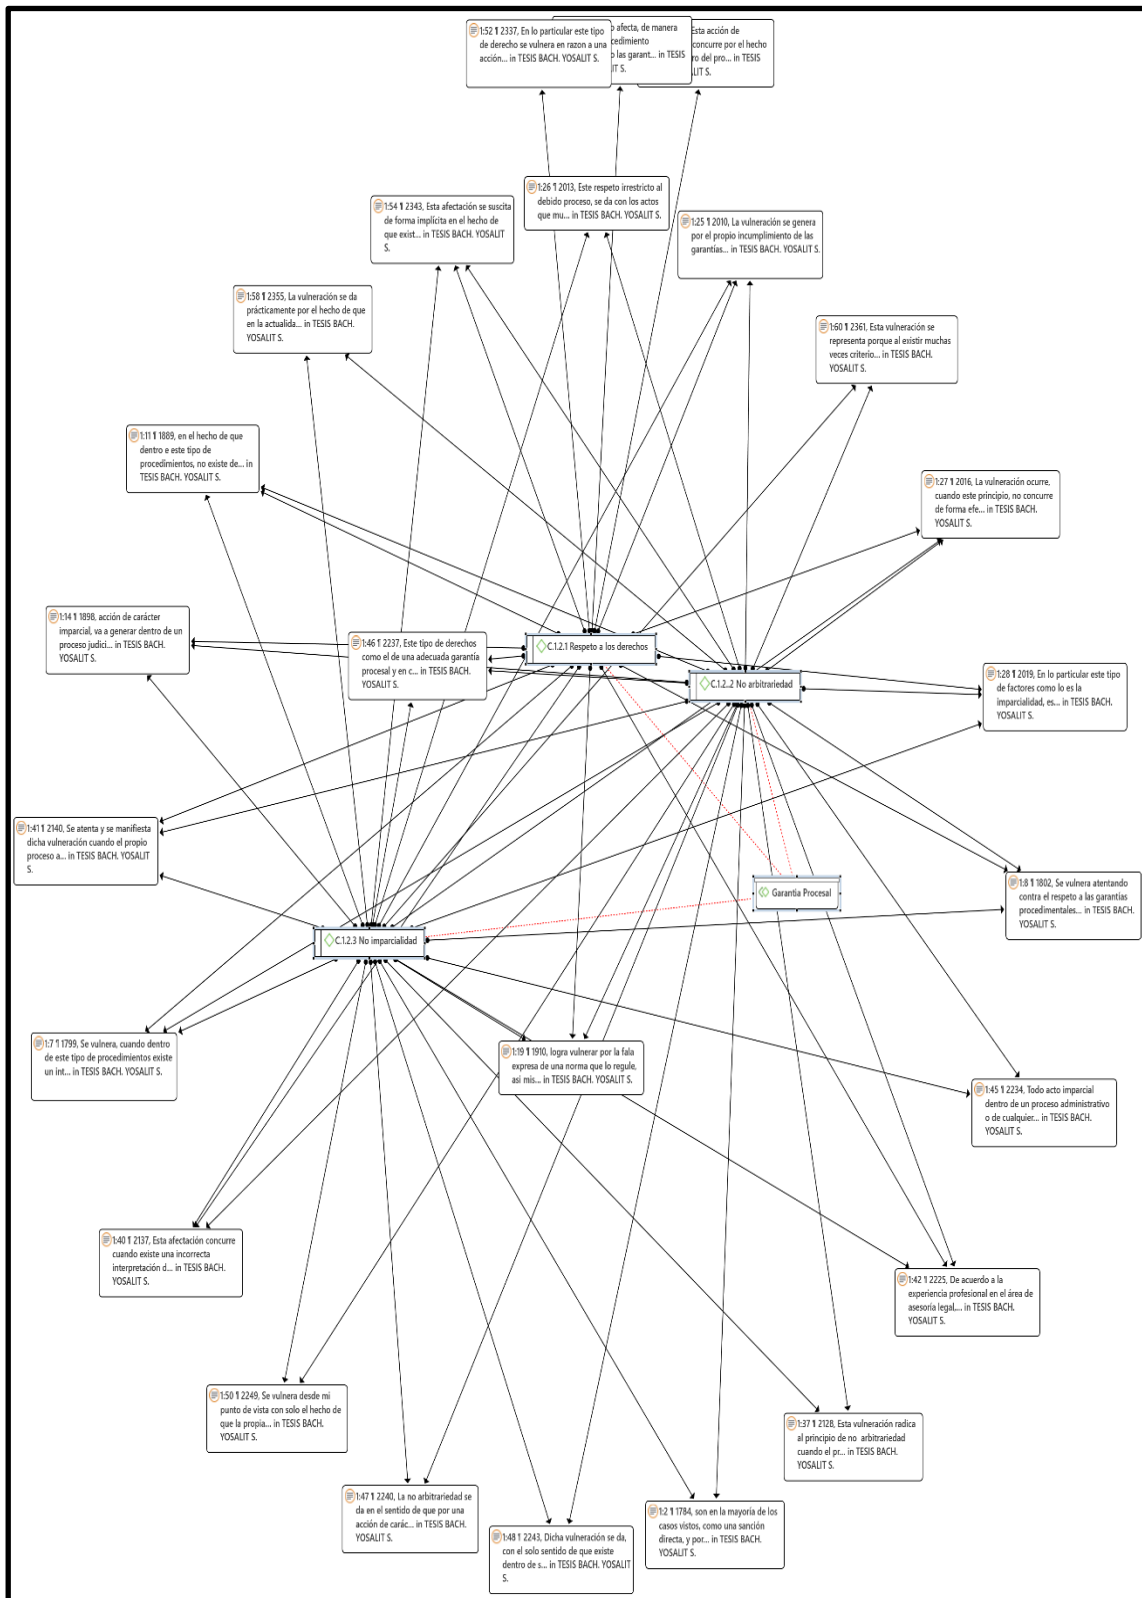 1:52 ¶ 2337, En lo particular este tipo
de derecho se vulnera en razon a una
acción... in TESIS BACH. YOSALIT S.
o afecta, de manera
cedimiento
o las garant... in TESIS
IT S.
Esta acción de
concurre por el hecho
ro del pro... in TESIS
LIT S.
1:26 ¶ 2013, Este respeto irrestricto al
debido proceso, se da con los actos
que mu... in TESIS BACH. YOSALIT S.
1:54 ¶ 2343, Esta afectación se suscita
de forma implícita en el hecho de
que exist... in TESIS BACH. YOSALIT
S.
1:25 ¶ 2010, La vulneración se genera
por el propio incumplimiento de las
garantías... in TESIS BACH. YOSALIT S.
1:58 ¶ 2355, La vulneración se da
prácticamente por el hecho de que
en la actualida... in TESIS BACH.
YOSALIT S.
1:60 ¶ 2361, Esta vulneración se
representa porque al existir muchas
veces criterio... in TESIS BACH.
YOSALIT S.
1:11 ¶ 1889, en el hecho de que
dentro e este tipo de
procedimientos, no existe de... in
TESIS BACH. YOSALIT S.
1:27 ¶ 2016, La vulneración ocurre,
cuando este principio, no concurre
de forma efe... in TESIS BACH.
YOSALIT S.
1:14 ¶ 1898, acción de carácter
imparcial, va a generar dentro de un
proceso judici... in TESIS BACH.
YOSALIT S.
1:46 ¶ 2237, Este tipo de derechos
como el de una adecuada garantía
procesal y en c... in TESIS BACH.
YOSALIT S.
C.1.2.1 Respeto a los derechos
C.1.2..2 No arbitrariedad
1:28 ¶ 2019, En lo particular este tipo
de factores como lo es la
imparcialidad, es... in TESIS BACH.
YOSALIT S.
1:41 ¶ 2140, Se atenta y se manifiesta
dicha vulneración cuando el propio
proceso a... in TESIS BACH. YOSALIT
S.
Garantia Procesal
1:8 ¶ 1802, Se vulnera atentando
contra el respeto a las garantías
procedimentales... in TESIS BACH.
YOSALIT S.
C.1.2.3 No imparcialidad
1:7 ¶ 1799, Se vulnera, cuando dentro
de este tipo de procedimientos existe
un int... in TESIS BACH. YOSALIT S.
1:19 ¶ 1910, logra vulnerar por la fala
expresa de una norma que lo regule,
asi mis... in TESIS BACH. YOSALIT S.
1:45 ¶ 2234, Todo acto imparcial
dentro de un proceso administrativo
o de cualquier... in TESIS BACH.
YOSALIT S.
1:40 ¶ 2137, Esta afectación concurre
cuando existe una incorrecta
interpretación d... in TESIS BACH.
YOSALIT S.
1:42 ¶ 2225, De acuerdo a la
experiencia profesional en el área de
asesoría legal,... in TESIS BACH.
YOSALIT S.
1:50 ¶ 2249, Se vulnera desde mi
punto de vista con solo el hecho de
que la propia... in TESIS BACH.
YOSALIT S.
1:37 ¶ 2128, Esta vulneración radica
al principio de no arbitrariedad
cuando el pr... in TESIS BACH.
YOSALIT S.
1:47 ¶ 2240, La no arbitrariedad se
da en el sentido de que por una
acción de carác... in TESIS BACH.
YOSALIT S.
1:48 ¶ 2243, Dicha vulneración se da,
con el solo sentido de que existe
dentro de s... in TESIS BACH. YOSALIT
S.
1:2 ¶ 1784, son en la mayoría de los
casos vistos, como una sanción
directa, y por... in TESIS BACH.
YOSALIT S.